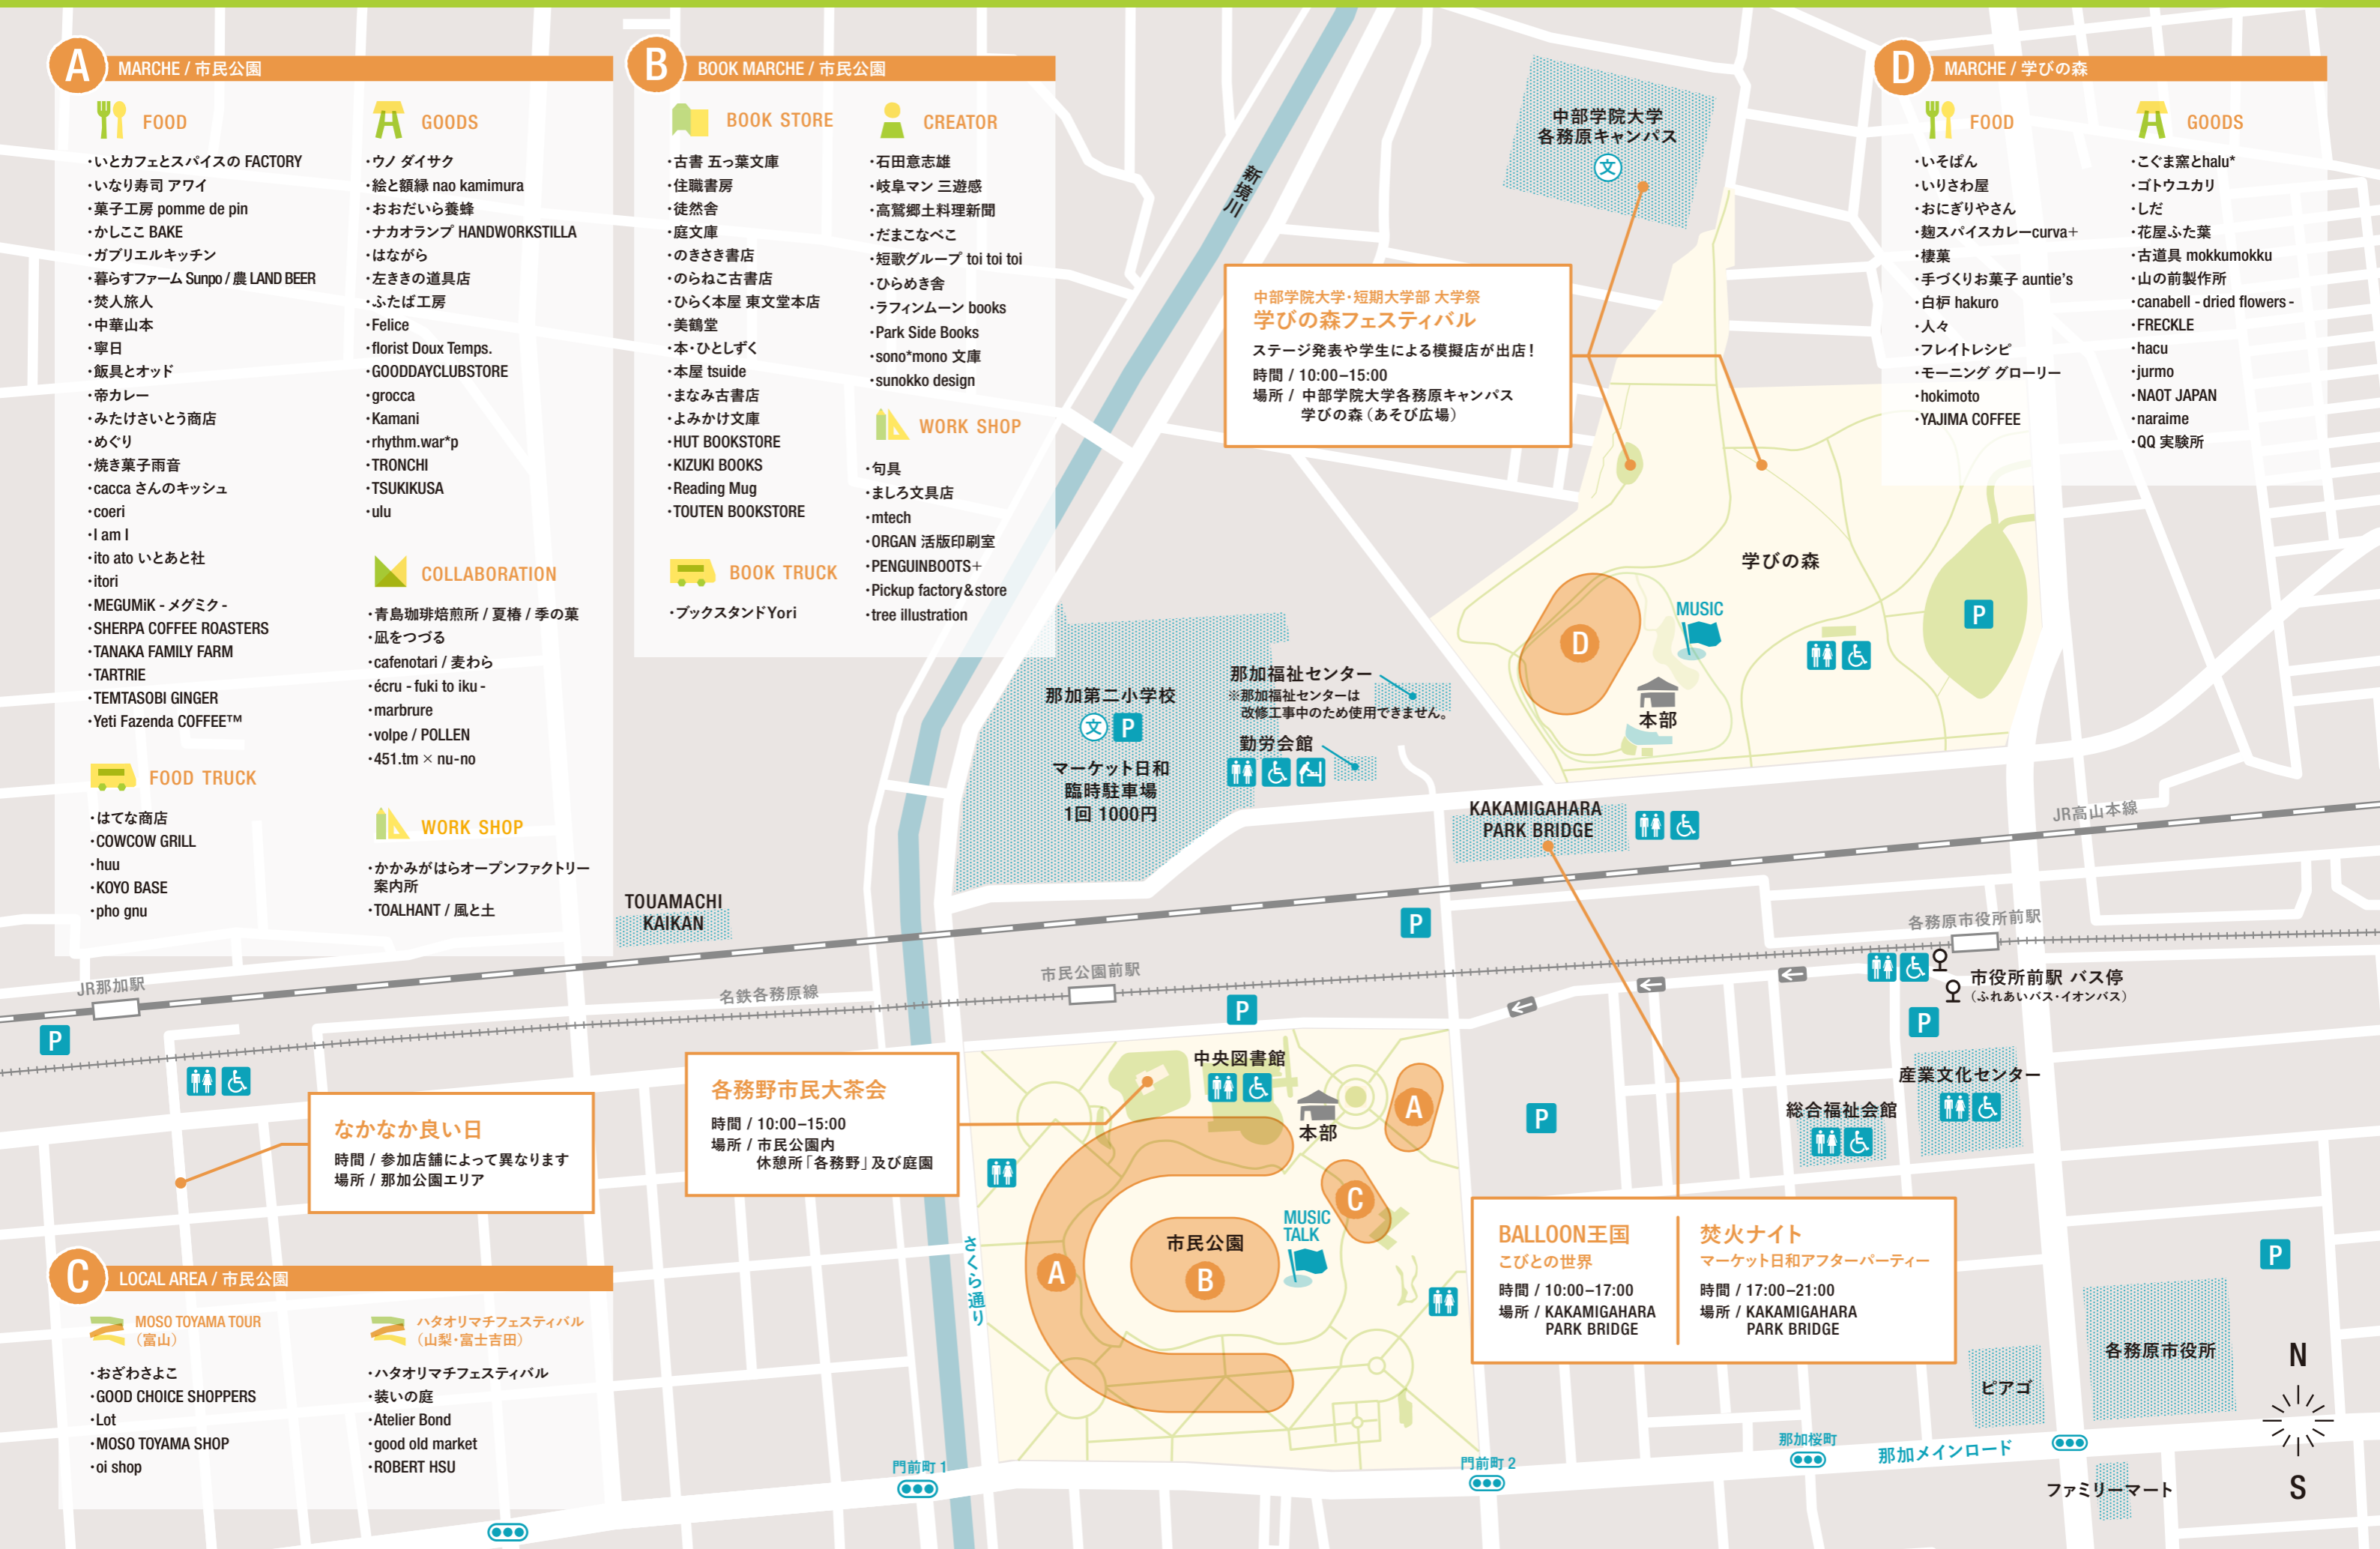 A
MARCHE / 市民公園
FOOD
・いとカフェとスパイスの FACTORY
・いなり寿司 アワイ
・菓子工房 pomme de pin
・かしここ BAKE
・ガブリエルキッチン
・暮らすファーム Sunpo / 農 LAND BEER
・焚人旅人
・中華山本
・寧日
・飯具とオッド
・帝カレー
・みたけさいとう商店
・めぐり
・焼き菓子雨音
・cacca さんのキッシュ
・coeri
・I am I
・ito ato いとあと社
・itori
・MEGUMiK - メグミク -
・SHERPA COFFEE ROASTERS
・TANAKA FAMILY FARM
・TARTRIE
・TEMTASOBI GINGER
・Yeti Fazenda COFFEE™
FOOD TRUCK
・はてな商店
・COWCOW GRILL
・huu
・KOYO BASE
・pho gnu
GOODS
・ウノ ダイサク
・絵と額縁 nao kamimura
・おおだいら養蜂
・ナカオランプ HANDWORKSTILLA
・はながら
・左ききの道具店
・ふたば工房
・Felice
・florist Doux Temps.
・GOODDAYCLUBSTORE
・grocca
・Kamani
・rhythm.war*p
・TRONCHI
・TSUKIKUSA
・ulu
COLLABORATION
・青島珈琲焙煎所 / 夏椿 / 季の菓
・凪をつづる
・cafenotari / 麦わら
・écru - fuki to iku -
・marbrure
・volpe / POLLEN
・451.tm × nu-no
WORK SHOP
・かかみがはらオープンファクトリー
案内所
・TOALHANT / 風と土
B
BOOK MARCHE / 市民公園
BOOK STORE
・古書 五っ葉文庫
・住職書房
・徒然舎
・庭文庫
・のきさき書店
・のらねこ古書店
・ひらく本屋 東文堂本店
・美鶴堂
・本・ひとしずく
・本屋 tsuide
・まなみ古書店
・よみかけ文庫
・HUT BOOKSTORE
・KIZUKI BOOKS
・Reading Mug
・TOUTEN BOOKSTORE
BOOK TRUCK
・ブックスタンドYori
CREATOR
・石田意志雄
・岐阜マン 三遊感
・高鷲郷土料理新聞
・だまこなべこ
・短歌グループ toi toi toi
・ひらめき舎
・ラフィンムーン books
・Park Side Books
・sono*mono 文庫
・sunokko design
WORK SHOP
・句具
・ましろ文具店
・mtech
・ORGAN 活版印刷室
・PENGUINBOOTS+
・Pickup factory&store
・tree illustration
D
MARCHE / 学びの森
FOOD
・いそぱん
・いりさわ屋
・おにぎりやさん
・麹スパイスカレーcurva+
・棲菓
・手づくりお菓子 auntie's
・白枦 hakuro
・人々
・フレイトレシピ
・モーニング グローリー
・hokimoto
・YAJIMA COFFEE
GOODS
・こぐま窯とhalu*
・ゴトウユカリ
・しだ
・花屋ふた葉
・古道具 mokkumokku
・山の前製作所
・canabell - dried flowers -
・FRECKLE
・hacu
・jurmo
・NAOT JAPAN
・naraime
・QQ 実験所
新境川
中部学院大学
各務原キャンパス
文
中部学院大学・短期大学部 大学祭
学びの森フェスティバル
ステージ発表や学生による模擬店が出店！
時間 / 10:00–15:00
場所 / 中部学院大学各務原キャンパス
学びの森（あそび広場）
学びの森
MUSIC
D
P
本部
那加第二小学校
文 P
マーケット日和
臨時駐車場
1回 1000円
那加福祉センター
※那加福祉センターは
改修工事中のため使用できません。
勤労会館
KAKAMIGAHARA
PARK BRIDGE
JR高山本線
TOUAMACHI
KAIKAN
P
各務原市役所前駅
JR那加駅
名鉄各務原線
市民公園前駅
市役所前駅 バス停
（ふれあいバス・イオンバス）
P
P
P
中央図書館
本部
A
P
産業文化センター
総合福祉会館
なかなか良い日
時間 / 参加店舗によって異なります
場所 / 那加公園エリア
各務野市民大茶会
時間 / 10:00–15:00
場所 / 市民公園内
休憩所「各務野」及び庭園
C
MUSIC
TALK
市民公園
B
A
さくら通り
BALLOON王国
こびとの世界
時間 / 10:00–17:00
場所 / KAKAMIGAHARA
PARK BRIDGE
焚火ナイト
マーケット日和アフターパーティー
時間 / 17:00–21:00
場所 / KAKAMIGAHARA
PARK BRIDGE
P
C
LOCAL AREA / 市民公園
MOSO TOYAMA TOUR
（富山）
・おざわさよこ
・GOOD CHOICE SHOPPERS
・Lot
・MOSO TOYAMA SHOP
・oi shop
ハタオリマチフェスティバル
（山梨・富士吉田）
・ハタオリマチフェスティバル
・装いの庭
・Atelier Bond
・good old market
・ROBERT HSU
各務原市役所
ピアゴ
N
S
門前町 1
門前町 2
那加桜町
那加メインロード
ファミリーマート